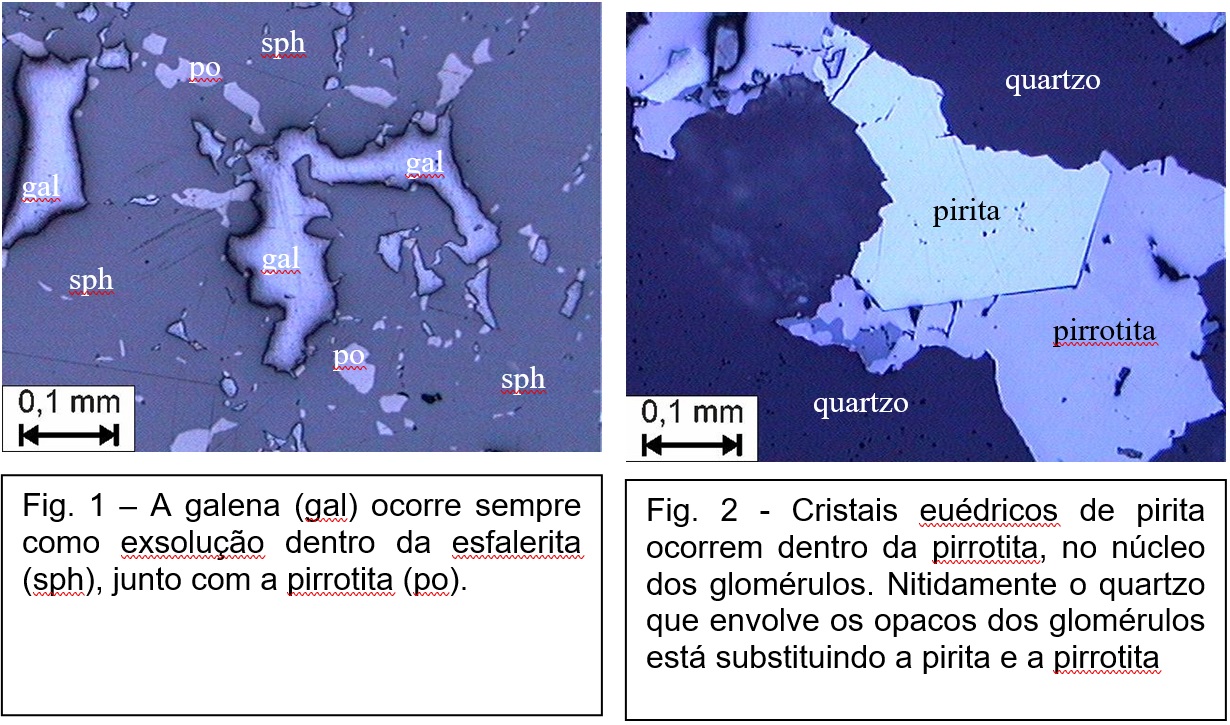 sph
po
gal
gal
gal
sph
po
sph
0,1 mm
Fig. 1 – A galena (gal) ocorre sempre
como exsolução dentro da esfalerita
(sph), junto com a pirrotita (po).
quartzo
pirita
pirrotita
quartzo
0,1 mm
Fig. 2 - Cristais euédricos de pirita
ocorrem dentro da pirrotita, no núcleo
dos glomérulos. Nitidamente o quartzo
que envolve os opacos dos glomérulos
está substituindo a pirita e a pirrotita